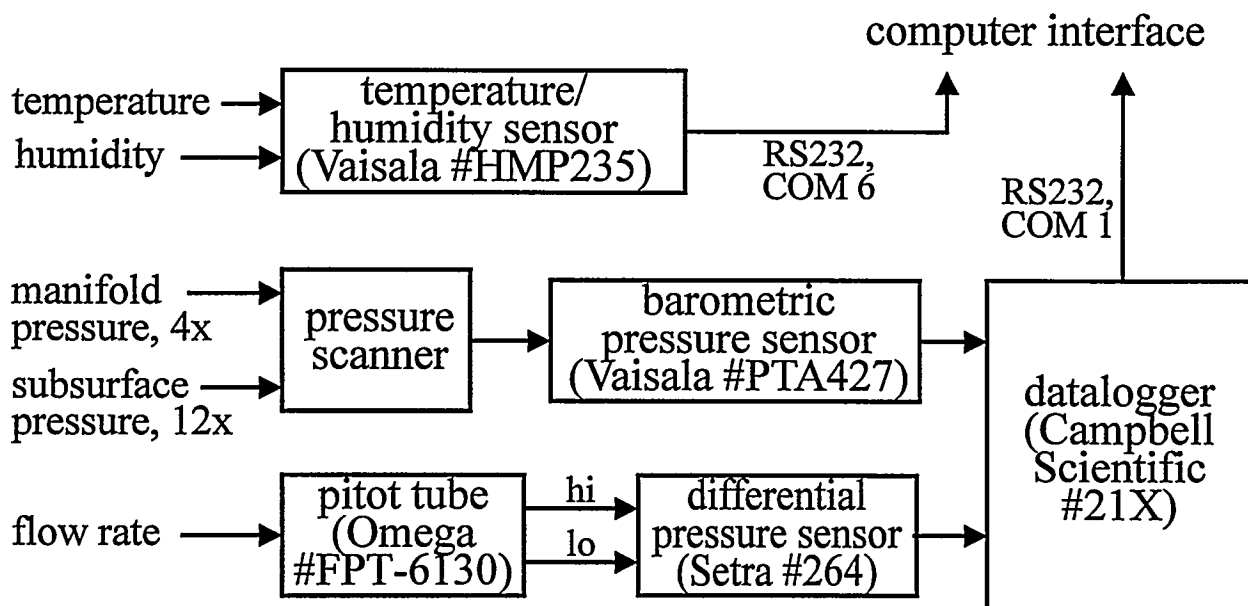 computer interface
temperature
humidity
temperature/
humidity sensor
(Vaisala #HMP235)
RS232,
COM 6
RS232,
COM 1
manifold
pressure, 4x
subsurface
pressure, 12x
pressure
scanner
barometric
pressure sensor
(Vaisala #PTA427)
datalogger
(Campbell
Scientific
#21X)
flow rate
pitot tube
(Omega
#FPT-6130)
hi
lo
differential
pressure sensor
(Setra #264)